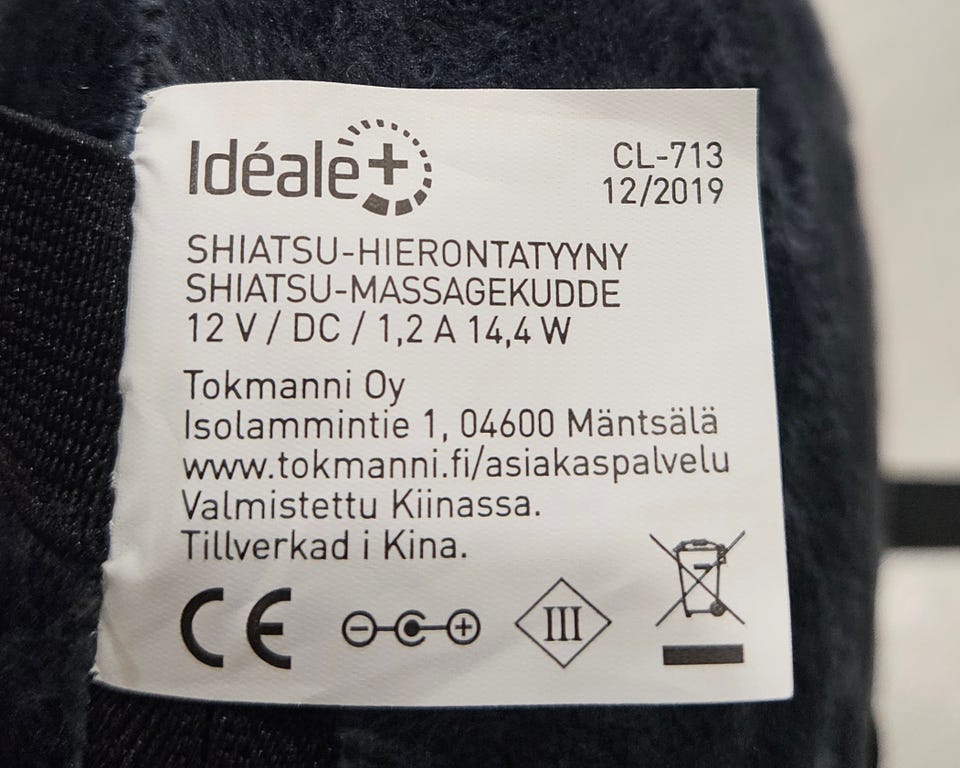 Idéale+
CL-713
12/2019
SHIATSU-HIERONTATYYNY
SHIATSU-MASSAGEKUDDE
12 V / DC / 1,2 A 14,4 W
Tokmanni Oy
Isolammintie 1, 04600 Mäntsälä
www.tokmanni.fi/asiakaspalvelu
Valmistettu Kiinassa.
Tillverkad i Kina.
CE
III